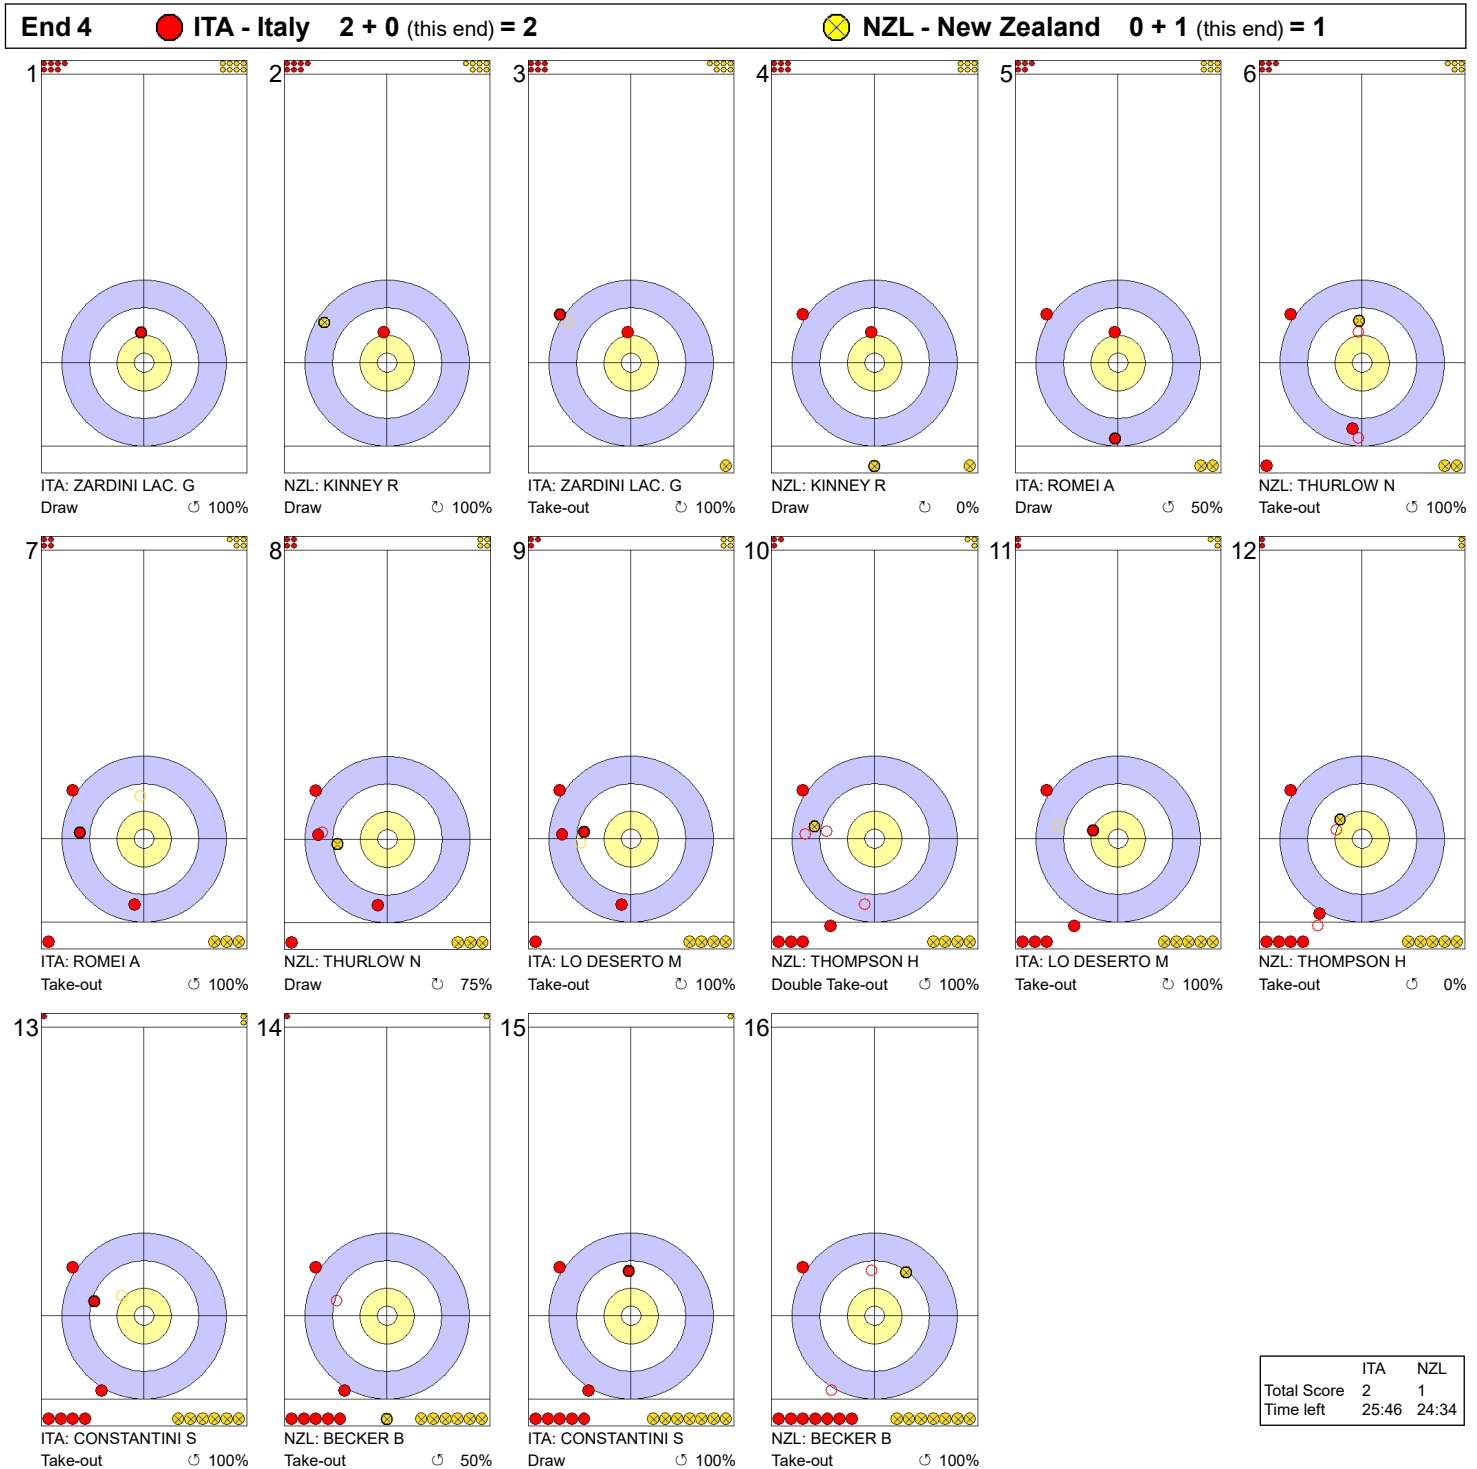 End 4 ITA - Italy 2 + 0 (this end) = 2 NZL - New Zealand 0 + 1 (this end) = 1
1 2 3 4 5 6
ITA: ZARDINI LAC. G NZL: KINNEY R ITA: ZARDINI LAC. G NZL: KINNEY R ITA: ROMEI A NZL: THURLOW N
Draw ↺ 100% Draw ↻ 100% Take-out ↻ 100% Draw ↻ 0% Draw ↺ 50% Take-out ↺ 100%
7 8 9 10 11 12
ITA: ROMEI A NZL: THURLOW N ITA: LO DESERTO M NZL: THOMPSON H ITA: LO DESERTO M NZL: THOMPSON H
Take-out ↺ 100% Draw ↻ 75% Take-out ↻ 100% Double Take-out ↺ 100% Take-out ↻ 100% Take-out ↺ 0%
13 14 15 16
ITA: CONSTANTINI S NZL: BECKER B ITA: CONSTANTINI S NZL: BECKER B
Take-out ↺ 100% Take-out ↺ 50% Draw ↺ 100% Take-out ↺ 100%
ITA NZL
Total Score 2 1
Time left 25:46 24:34